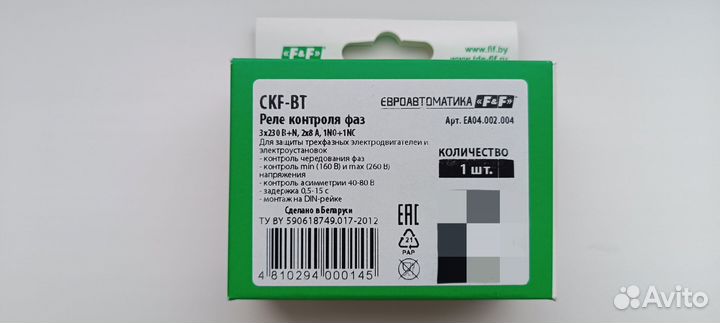 F&F
www.fif.by
CKF-BT
Реле контроля фаз
3x230 В+N, 2x8 А, 1NO+1NC
Для защиты трехфазных электродвигателей и
электроустановок
- контроль чередования фаз
- контроль min (160 В) и max (260 В)
напряжения
- контроль асимметрии 40-80 В
- задержка 0,5-15 с
- монтаж на DIN-рейке
Сделано в Беларуси
ТУ BY 590618749.017-2012
4 810294 000145
ЕВРОАВТОМАТИКА «F&F»
Арт. EA04.002.004
КОЛИЧЕСТВО
1 шт.
EAC
21
PAP
Avito